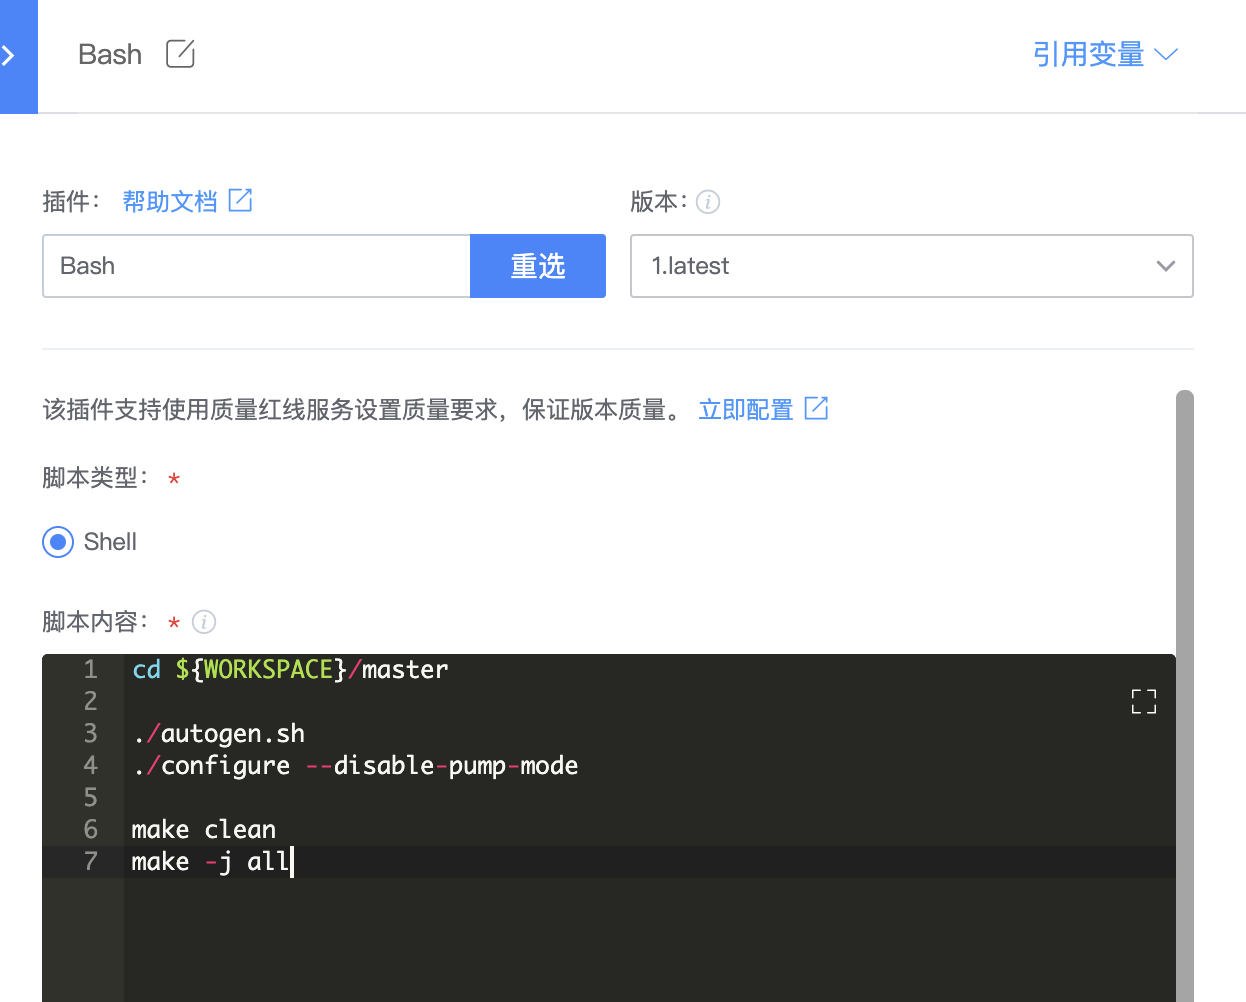 Bash
引用变量
插件： 帮助文档
版本：
Bash 重选
1.latest
该插件支持使用质量红线服务设置质量要求，保证版本质量。 立即配置
脚本类型： *
Shell
脚本内容： *
1 cd ${WORKSPACE}/master
2
3 ./autogen.sh
4 ./configure --disable-pump-mode
5
6 make clean
7 make -j all